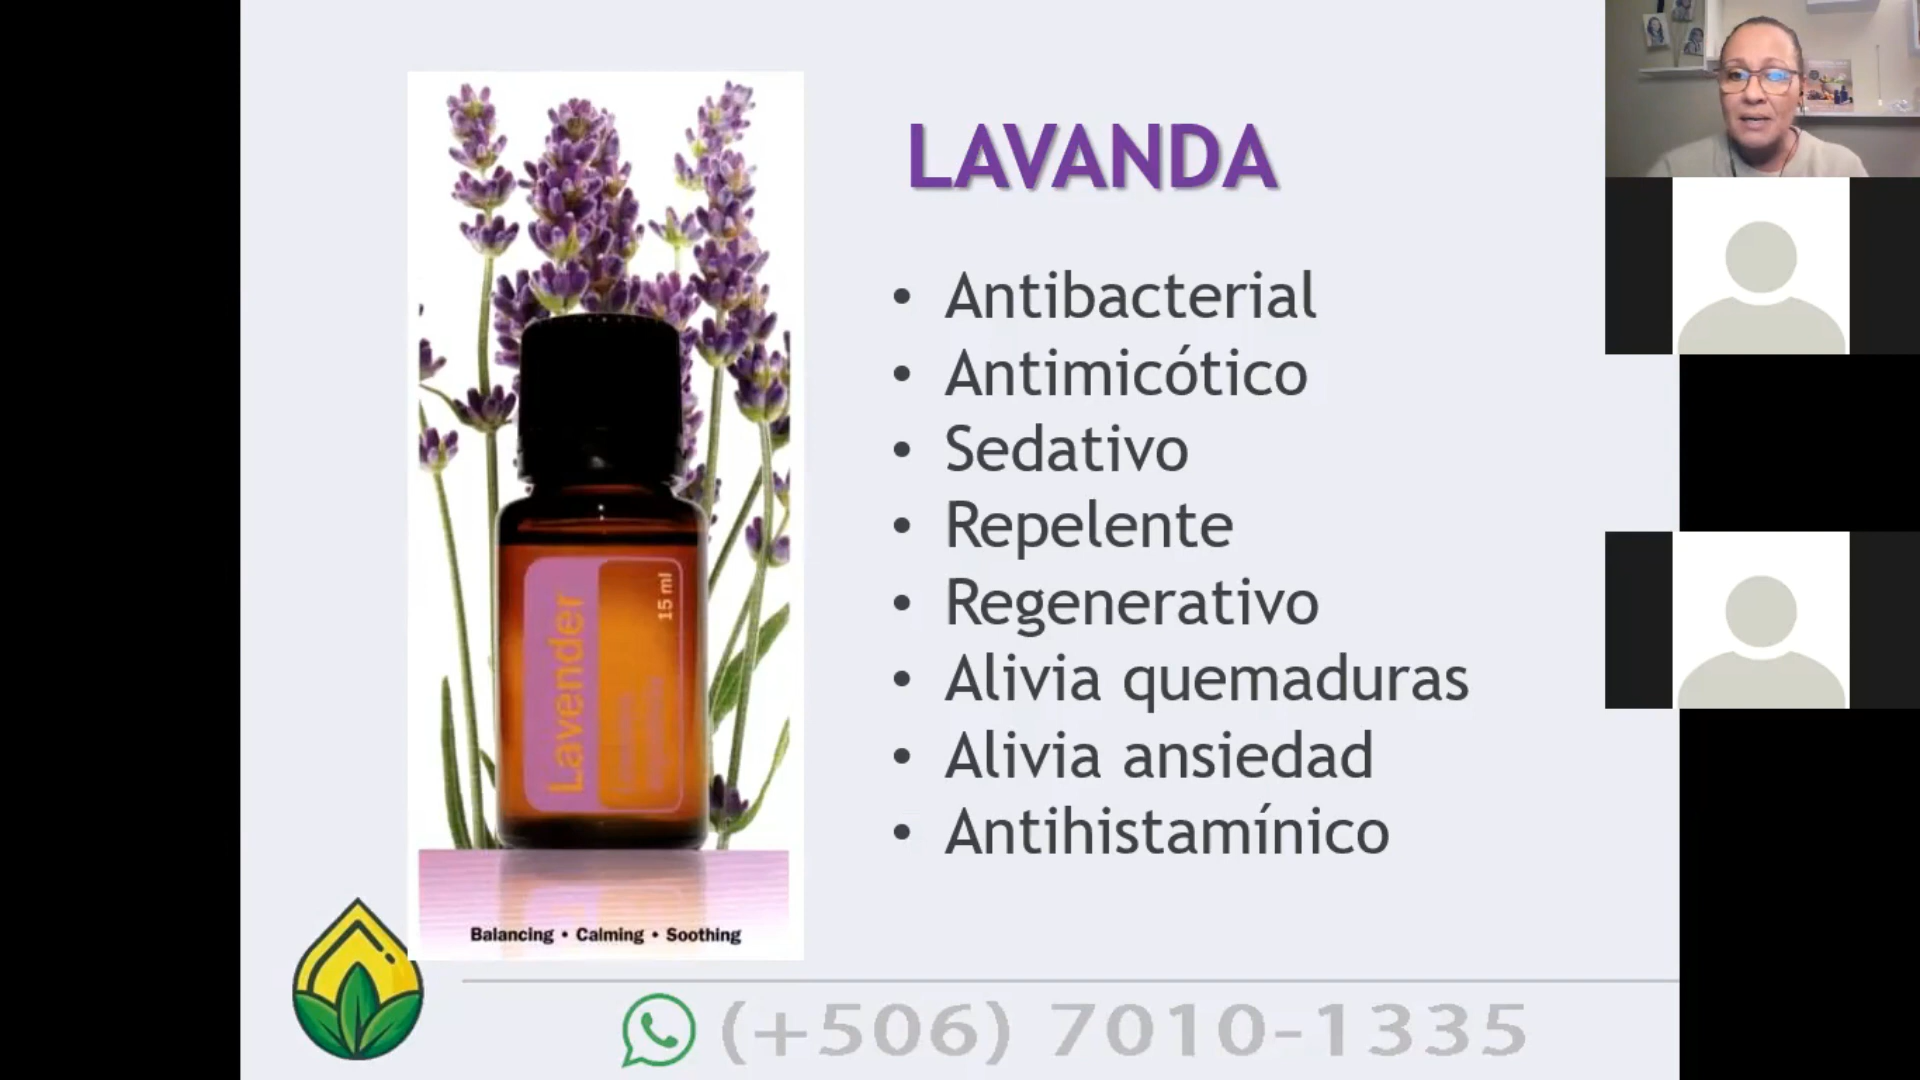 LAVANDA
• Antibacterial
• Antimicótico
• Sedativo
• Repelente
• Regenerativo
• Alivia quemaduras
• Alivia ansiedad
• Antihistamínico
Lavender
15 ml
Balancing • Calming • Soothing
(+506) 7010-1335